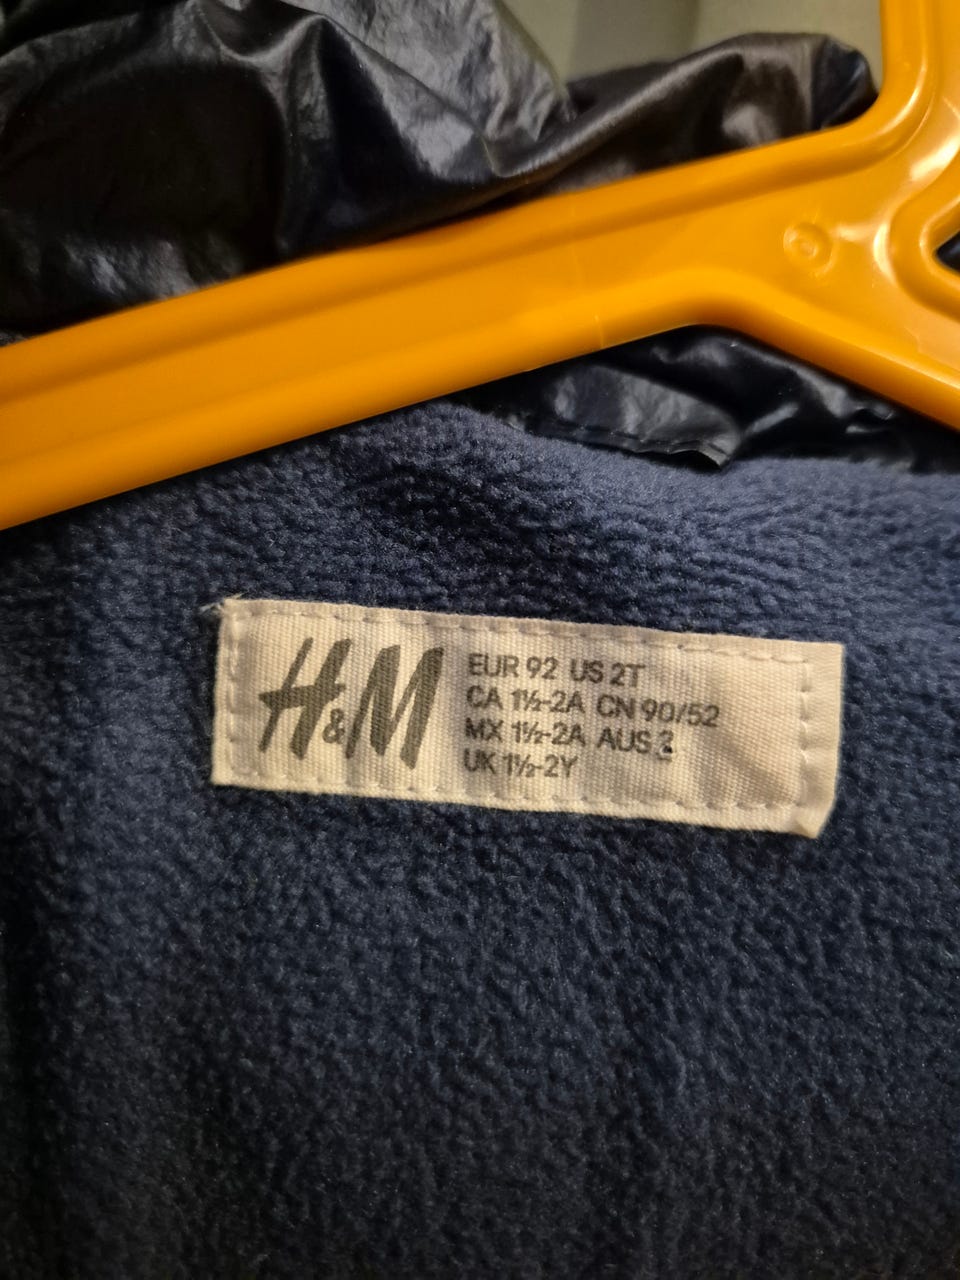 H&M
EUR 92 US 2T
CA 1½-2A CN 90/52
MX 1½-2A AUS 2
UK 1½-2Y